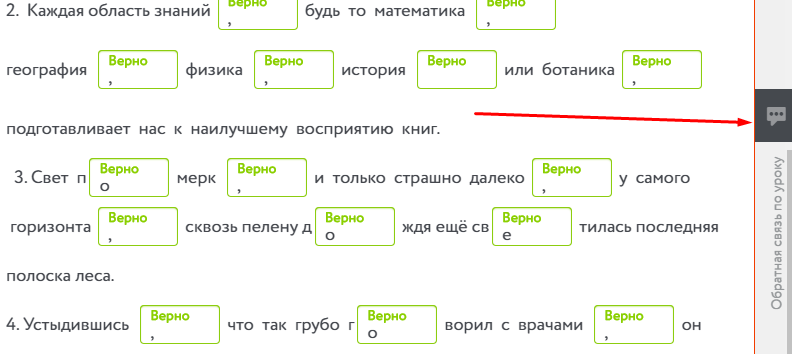 2. Каждая область знаний Верно , будь то математика Верно ,
география Верно , физика Верно , история Верно или ботаника Верно ,
подготавливает нас к наилучшему восприятию книг.
3. Свет п Верно о мерк Верно , и только страшно далеко Верно , у самого
горизонта Верно , сквозь пелену д Верно о ждя ещё св Верно е тилась последняя
полоска леса.
4. Устыдившись Верно , что так грубо г Верно о ворил с врачами Верно , он
Обратная связь по уроку